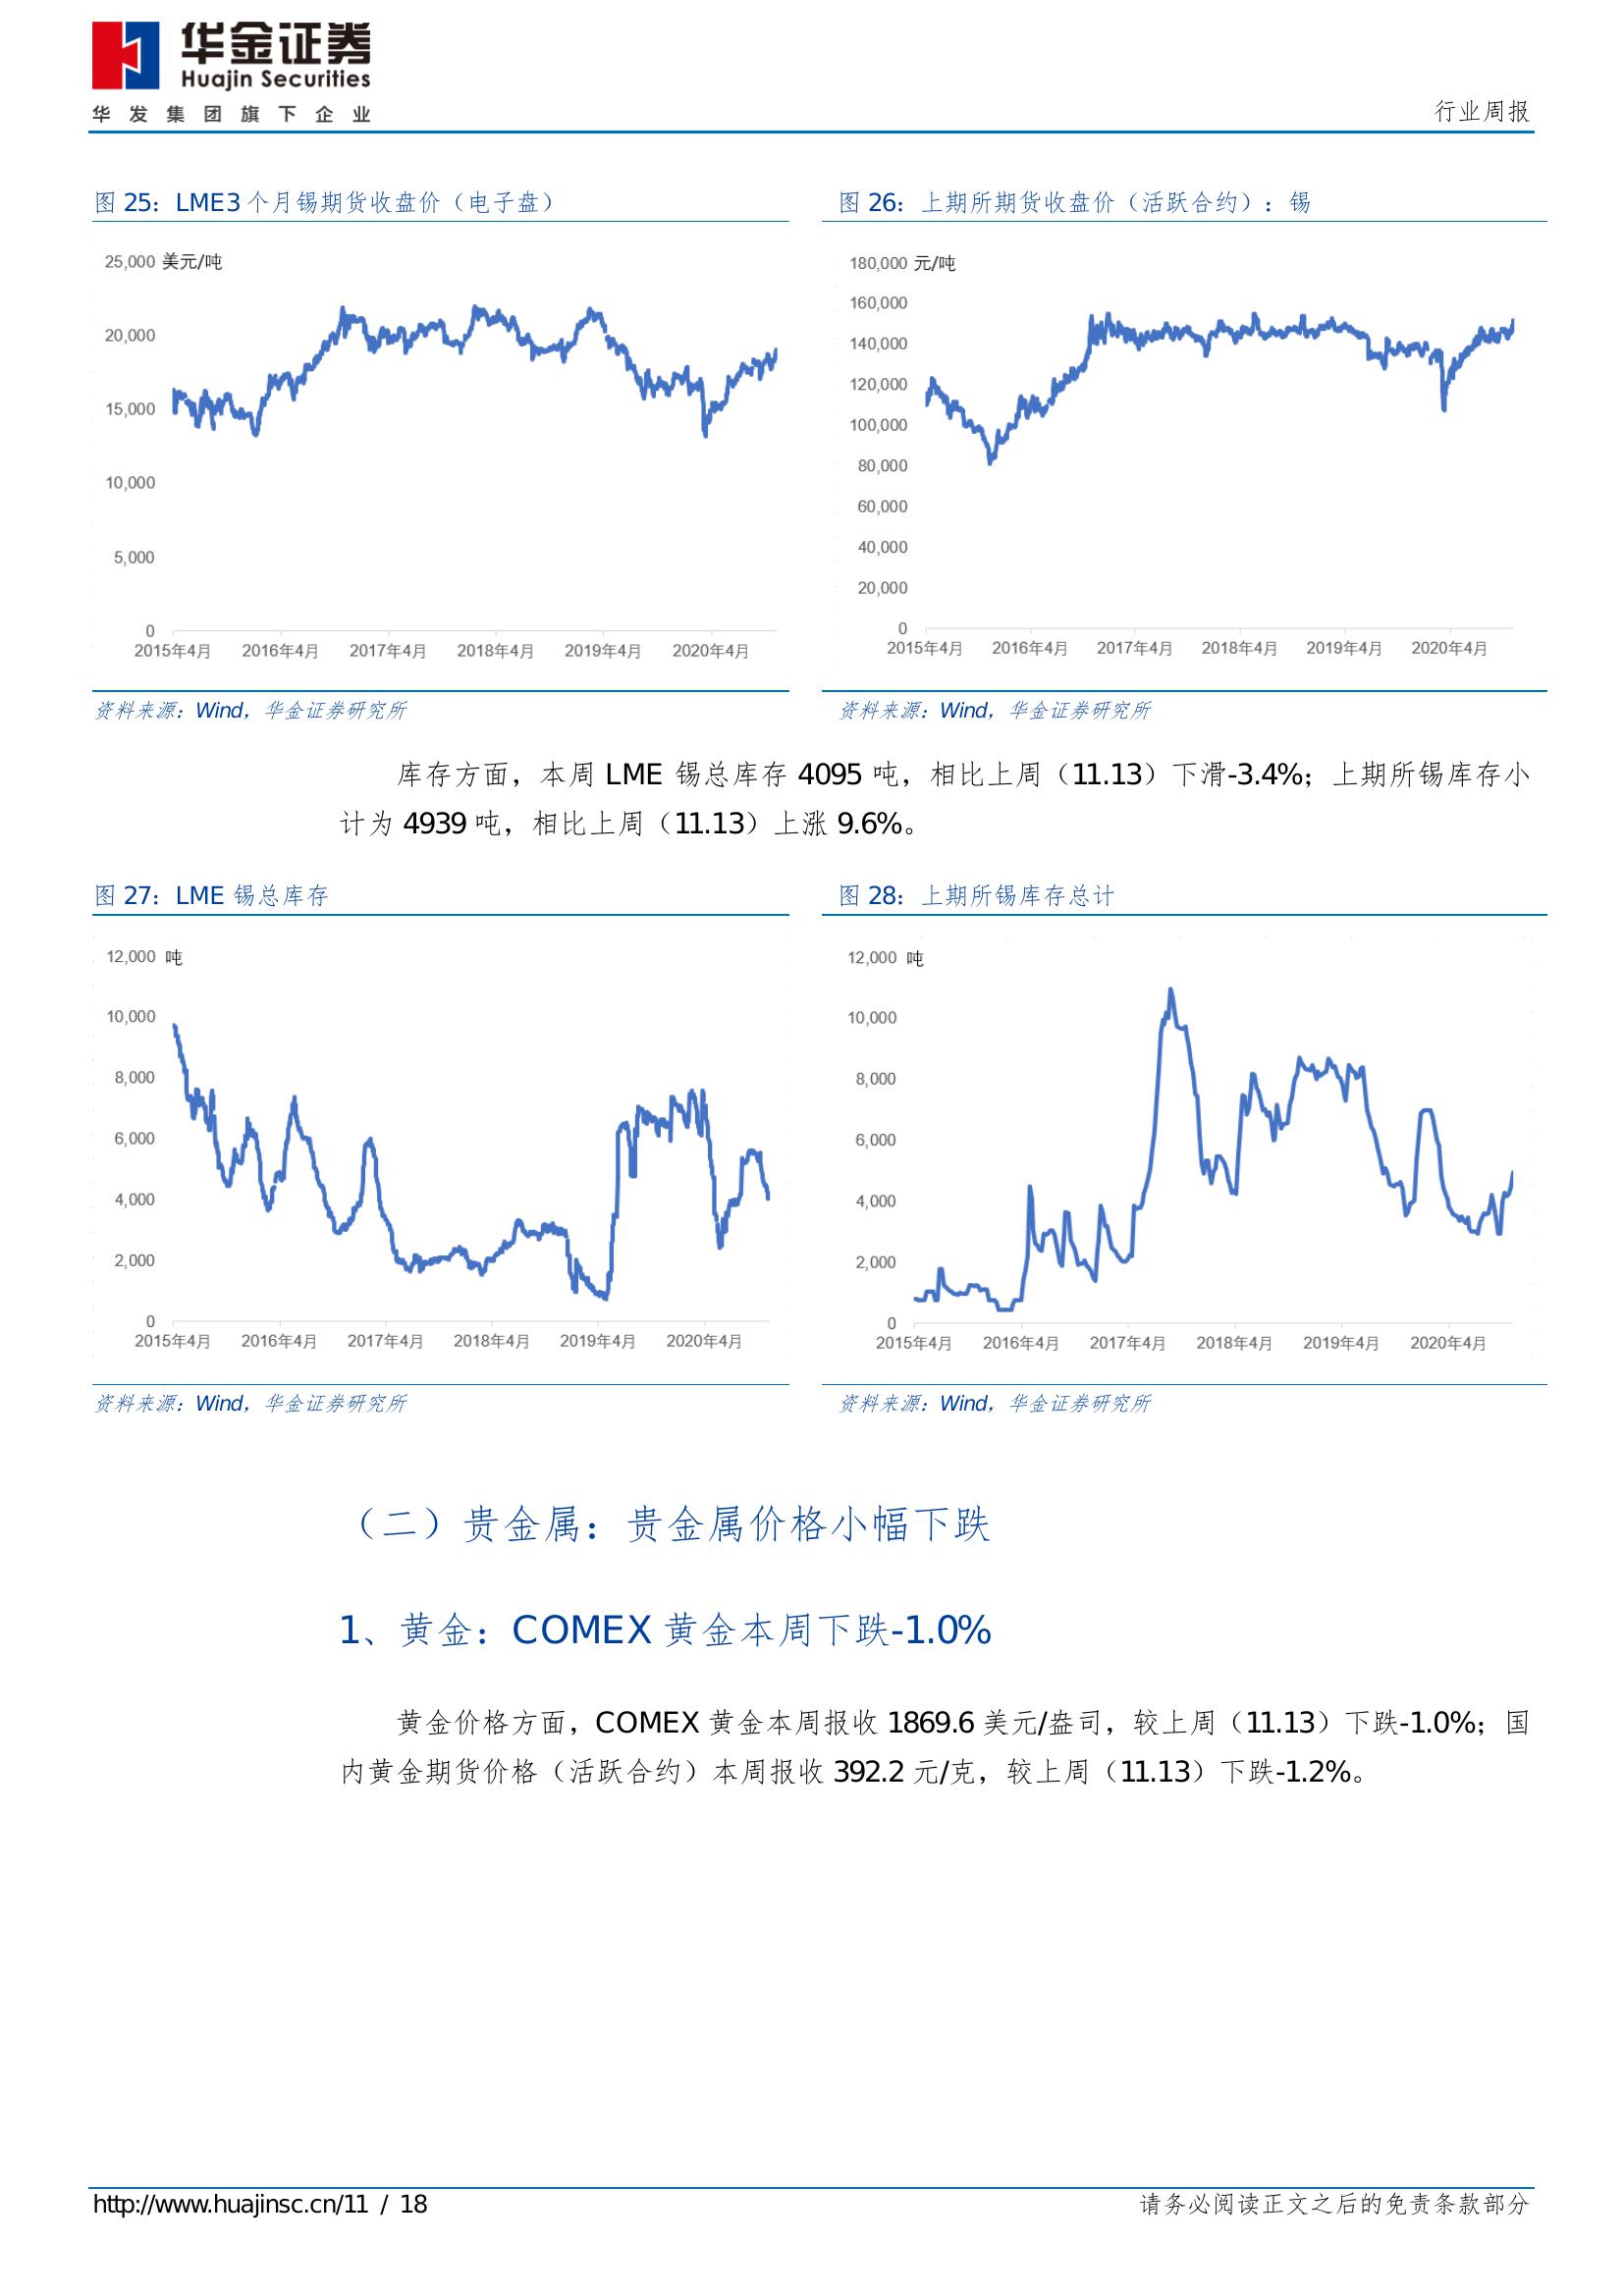 华金证券
Huajin Securities
华发集团旗下企业
行业周报
图 25：LME3 个月锡期货收盘价（电子盘）
25,000 美元/吨
20,000
15,000
10,000
5,000
0
2015年4月 2016年4月 2017年4月 2018年4月 2019年4月 2020年4月
资料来源：Wind，华金证券研究所
图 26：上期所期货收盘价（活跃合约）：锡
180,000 元/吨
160,000
140,000
120,000
100,000
80,000
60,000
40,000
20,000
0
2015年4月 2016年4月 2017年4月 2018年4月 2019年4月 2020年4月
资料来源：Wind，华金证券研究所
库存方面，本周 LME 锡总库存 4095 吨，相比上周（11.13）下滑-3.4%；上期所锡库存小
计为 4939 吨，相比上周（11.13）上涨 9.6%。
图 27：LME 锡总库存
12,000 吨
10,000
8,000
6,000
4,000
2,000
0
2015年4月 2016年4月 2017年4月 2018年4月 2019年4月 2020年4月
资料来源：Wind，华金证券研究所
图 28：上期所锡库存总计
12,000 吨
10,000
8,000
6,000
4,000
2,000
0
2015年4月 2016年4月 2017年4月 2018年4月 2019年4月 2020年4月
资料来源：Wind，华金证券研究所
（二）贵金属：贵金属价格小幅下跌
1、黄金：COMEX 黄金本周下跌-1.0%
黄金价格方面，COMEX 黄金本周报收 1869.6 美元/盎司，较上周（11.13）下跌-1.0%；国
内黄金期货价格（活跃合约）本周报收 392.2 元/克，较上周（11.13）下跌-1.2%。
http://www.huajinsc.cn/11 / 18
请务必阅读正文之后的免责条款部分